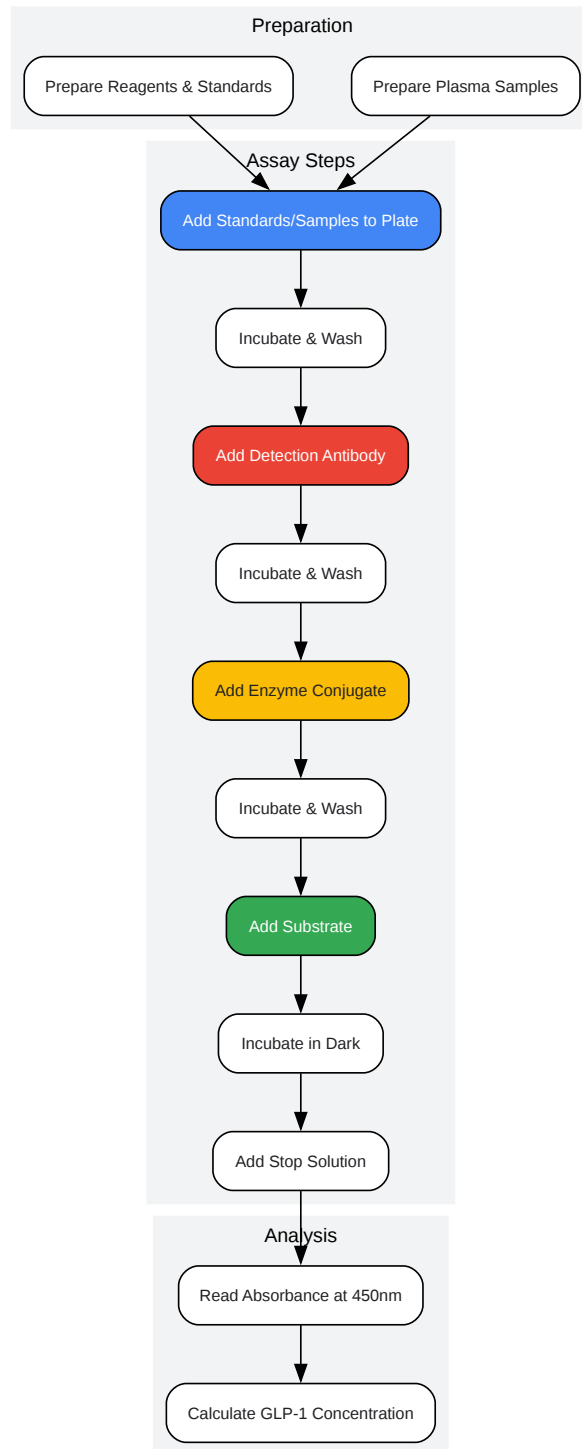 Preparation
Prepare Reagents & Standards
Prepare Plasma Samples
Assay Steps
Add Standards/Samples to Plate
Incubate & Wash
Add Detection Antibody
Incubate & Wash
Add Enzyme Conjugate
Incubate & Wash
Add Substrate
Incubate in Dark
Add Stop Solution
Analysis
Read Absorbance at 450nm
Calculate GLP-1 Concentration